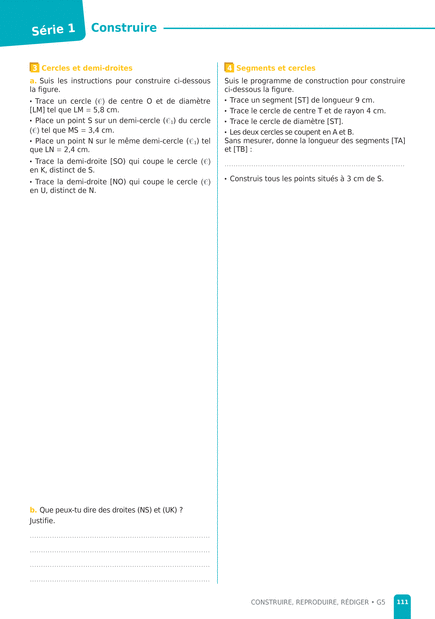 Série 1 Construire
3 Cercles et demi-droites
a. Suis les instructions pour construire ci-dessous
la figure.
• Trace un cercle (𝒞) de centre O et de diamètre
[LM] tel que LM = 5,8 cm.
• Place un point S sur un demi-cercle (𝒞₁) du cercle
(𝒞) tel que MS = 3,4 cm.
• Place un point N sur le même demi-cercle (𝒞₁) tel
que LN = 2,4 cm.
• Trace la demi-droite [SO) qui coupe le cercle (𝒞)
en K, distinct de S.
• Trace la demi-droite [NO) qui coupe le cercle (𝒞)
en U, distinct de N.
b. Que peux-tu dire des droites (NS) et (UK) ?
Justifie.
4 Segments et cercles
Suis le programme de construction pour construire
ci-dessous la figure.
• Trace un segment [ST] de longueur 9 cm.
• Trace le cercle de centre T et de rayon 4 cm.
• Trace le cercle de diamètre [ST].
• Les deux cercles se coupent en A et B.
Sans mesurer, donne la longueur des segments [TA]
et [TB] :
• Construis tous les points situés à 3 cm de S.
CONSTRUIRE, REPRODUIRE, RÉDIGER • G5 111